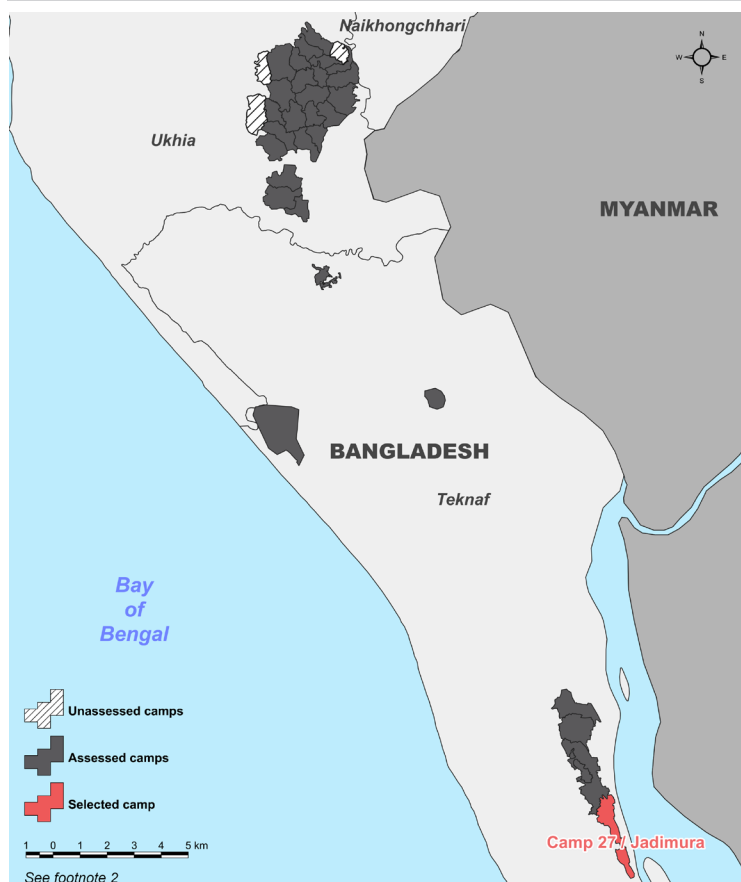 Naikhongchhari
N
W E
S
Ukhia
MYANMAR
BANGLADESH
Teknaf
Bay
of
Bengal
Unassessed camps
Assessed camps
Selected camp
Camp 27 / Jadimura
1 0 1 2 3 4 5 km
See footnote 2